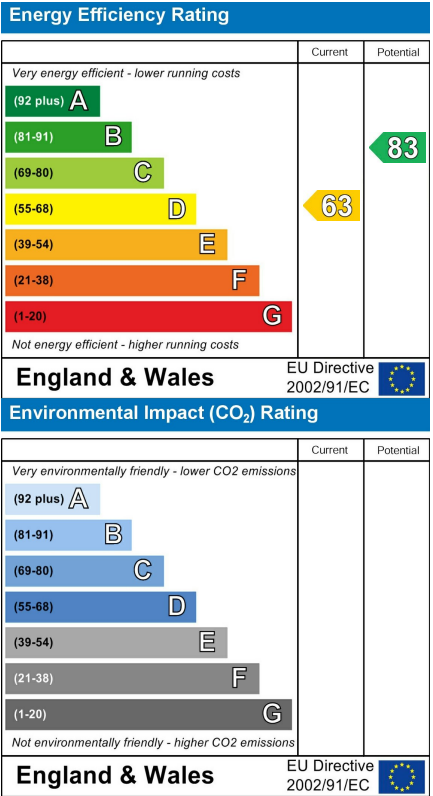 Energy Efficiency Rating
Current Potential
Very energy efficient - lower running costs
(92 plus) A
(81-91) B
83
(69-80) C
(55-68) D
63
(39-54) E
(21-38) F
(1-20) G
Not energy efficient - higher running costs
England & Wales
EU Directive
2002/91/EC
Environmental Impact (CO₂) Rating
Current Potential
Very environmentally friendly - lower CO2 emissions
(92 plus) A
(81-91) B
(69-80) C
(55-68) D
(39-54) E
(21-38) F
(1-20) G
Not environmentally friendly - higher CO2 emissions
England & Wales
EU Directive
2002/91/EC